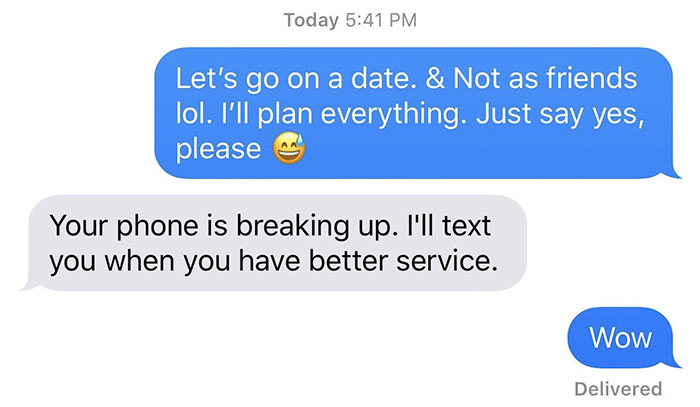 Today 5:41 PM
Let’s go on a date. & Not as friends
lol. I’ll plan everything. Just say yes,
please 😅
Your phone is breaking up. I'll text
you when you have better service.
Wow
Delivered